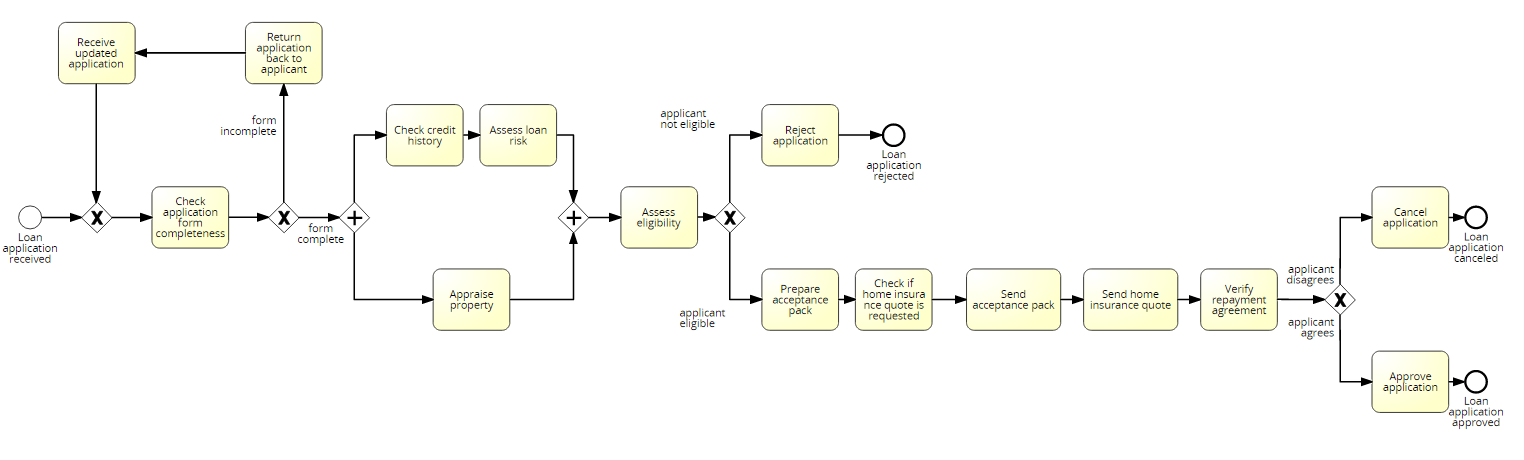 Receive
updated
application
Return
application
back to
applicant
form
incomplete
Loan
application
received
X
Check
application
form
completeness
X
form
complete
+
Check credit
history
Assess loan
risk
Appraise
property
+
Assess
eligibility
X
applicant
not eligible
Reject
application
Loan
application
rejected
applicant
eligible
Prepare
acceptance
pack
Check if
home insura
nce quote is
requested
Send
acceptance pack
Send home
insurance quote
Verify
repayment
agreement
applicant
disagrees
X
applicant
agrees
Cancel
application
Loan
application
canceled
Approve
application
Loan
application
approved